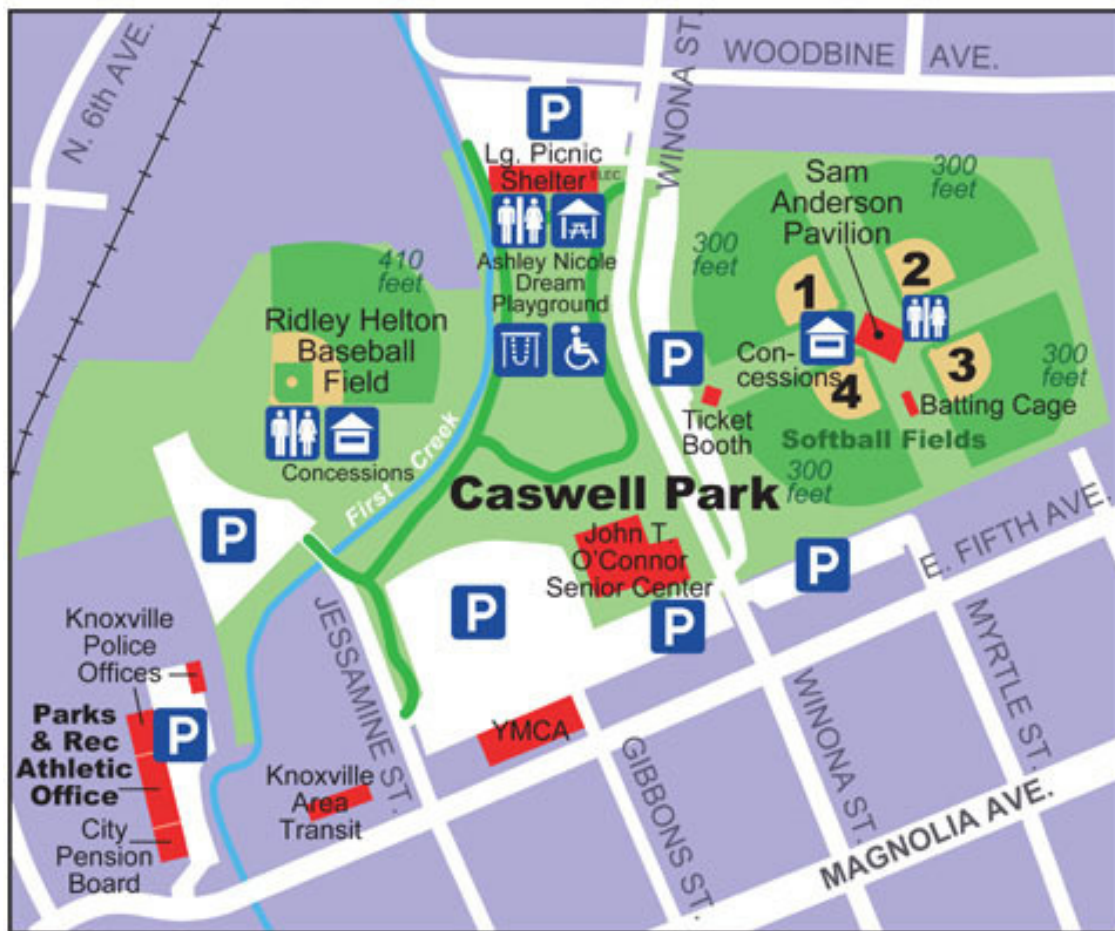 N. 6th AVE.
WOODBINE AVE.
WINONA ST.
P
Lg. Picnic
Shelter ELEC
Ashley Nicole
Dream
Playground
410
feet
Ridley Helton
Baseball
Field
Concessions
First Creek
300
feet
Sam
Anderson
Pavilion
300
feet
1
2
Con-
cessions
4
3
300
feet
Batting Cage
P
Ticket
Booth
Softball Fields
300
feet
Caswell Park
John T.
O'Connor
Senior Center
P
P
P
P
E. FIFTH AVE
Knoxville
Police
Offices
Parks
& Rec
Athletic
Office
City
Pension
Board
P
JESSAMINE ST.
Knoxville
Area
Transit
YMCA
GIBBONS ST.
WINONA ST.
MYRTLE ST.
MAGNOLIA AVE.